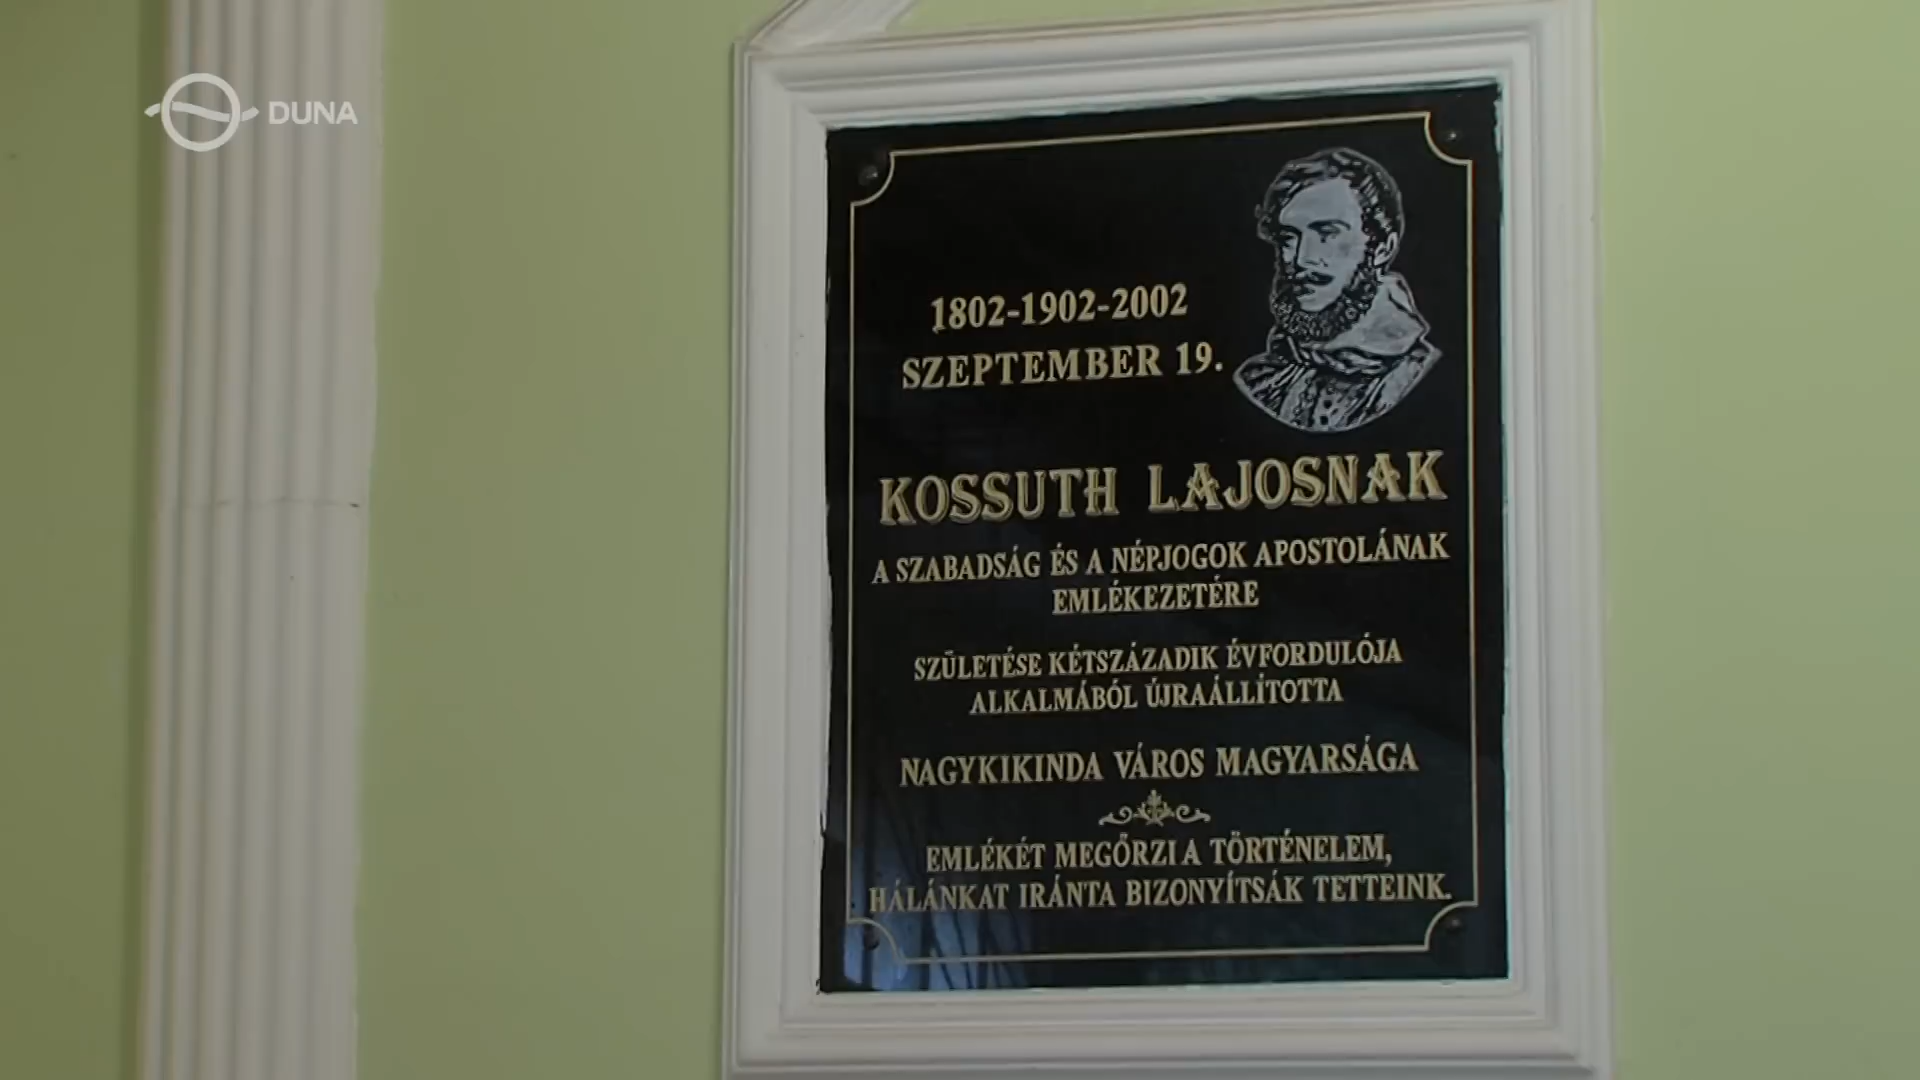 DUNA
1802-1902-2002
SZEPTEMBER 19.
KOSSUTH LAJOSNAK
A SZABADSÁG ÉS A NÉPJOGOK APOSTOLÁNAK
EMLÉKEZETÉRE
SZÜLETÉSE KÉTSZÁZADIK ÉVFORDULÓJA
ALKALMÁBÓL ÚJRAÁLLÍTOTTA
NAGYKIKINDA VÁROS MAGYARSÁGA
EMLÉKÉT MEGŐRZI A TÖRTÉNELEM,
HÁLÁNKAT IRÁNTA BIZONYÍTSÁK TETTEINK.